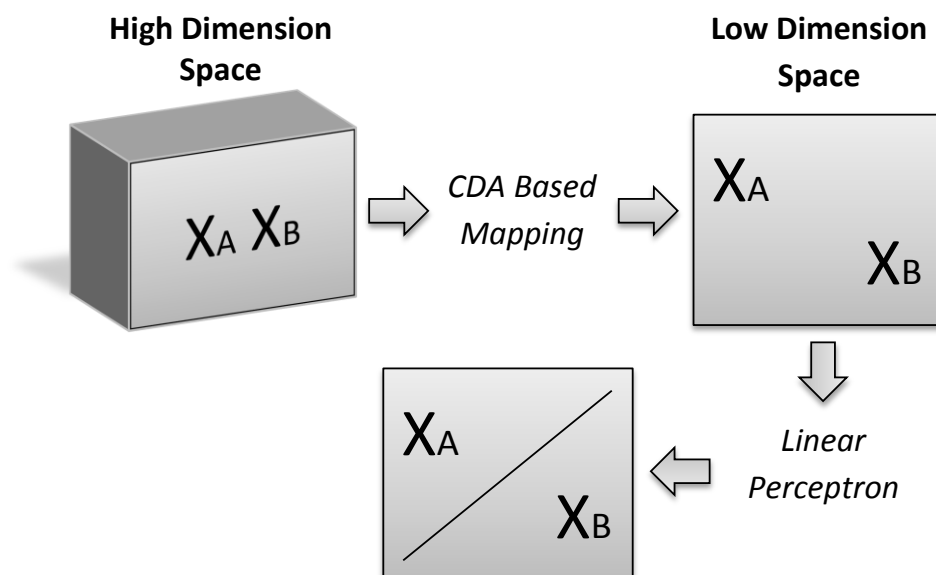 High Dimension
Space
Low Dimension
Space
XA XB
CDA Based
Mapping
XA
XB
Linear
Perceptron
XA
XB